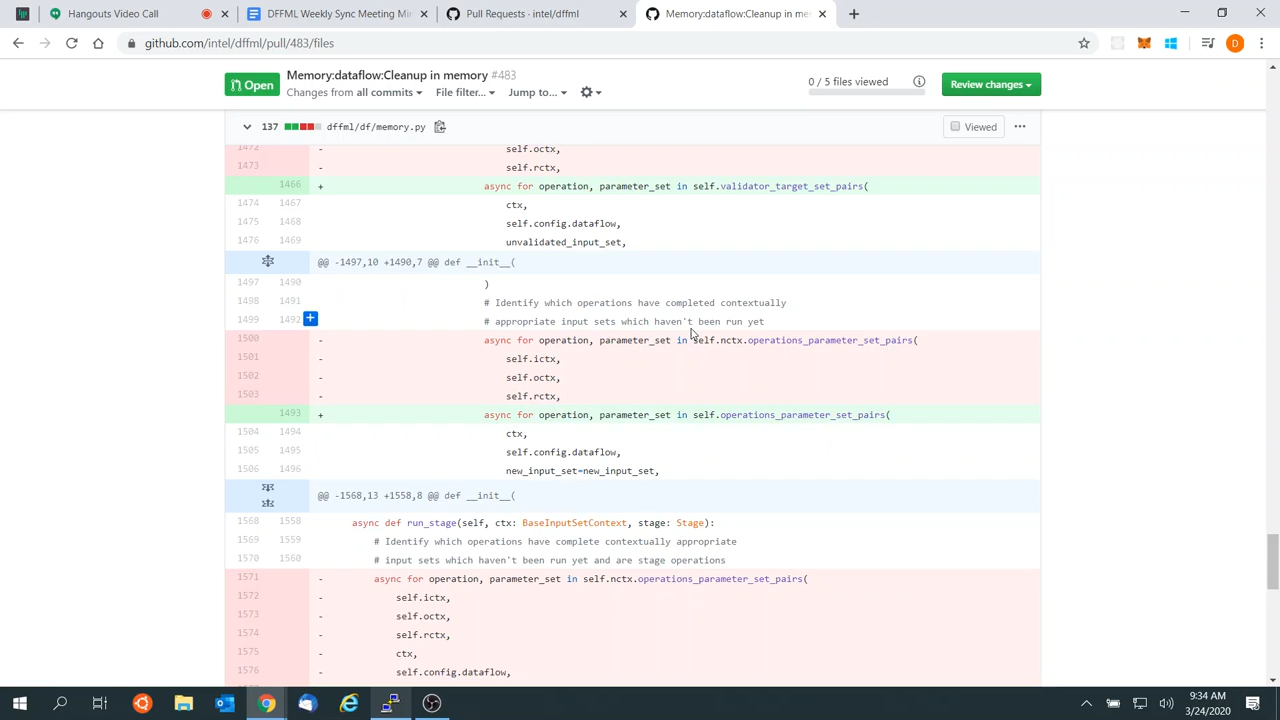 Hangouts Video Call
DFFML Weekly Sync Meeting Mi
Pull Requests · intel/dffml
Memory:dataflow:Cleanup in memory
github.com/intel/dffml/pull/483/files
D
Open
Memory:dataflow:Cleanup in memory #483
Changes from all commits
File filter...
Jump to...
0 / 5 files viewed
Review changes
137 dffml/df/memory.py
Viewed
1472 - self.octx,
1473 - self.rctx,
1466 + async for operation, parameter_set in self.validator_target_set_pairs(
1474 1467 ctx,
1475 1468 self.config.dataflow,
1476 1469 unvalidated_input_set,
@@ -1497,10 +1490,7 @@ def __init__(
1497 1490 )
1498 1491 # Identify which operations have completed contextually
1499 1492 # appropriate input sets which haven't been run yet
1500 - async for operation, parameter_set in self.nctx.operations_parameter_set_pairs(
1501 - self.ictx,
1502 - self.octx,
1503 - self.rctx,
1493 + async for operation, parameter_set in self.operations_parameter_set_pairs(
1504 1494 ctx,
1505 1495 self.config.dataflow,
1506 1496 new_input_set=new_input_set,
@@ -1568,13 +1558,8 @@ def __init__(
1568 1558 async def run_stage(self, ctx: BaseInputSetContext, stage: Stage):
1569 1559 # Identify which operations have complete contextually appropriate
1570 1560 # input sets which haven't been run yet and are stage operations
1571 - async for operation, parameter_set in self.nctx.operations_parameter_set_pairs(
1572 - self.ictx,
1573 - self.octx,
1574 - self.rctx,
1575 - ctx,
1576 - self.config.dataflow,
9:34 AM
3/24/2020